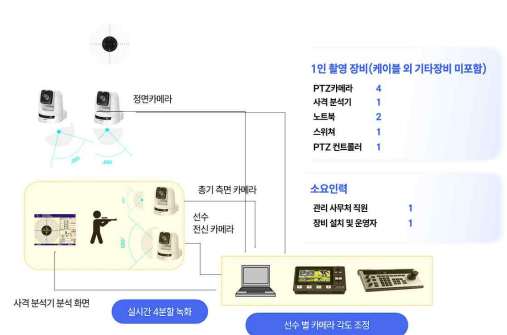 1인 촬영 장비(케이블 외 기타장비 미포함)
PTZ카메라 4
사격 분석기 1
노트북 2
스위쳐 1
PTZ 컨트롤러 1
정면카메라
100°
100°
총기 측면 카메라
선수
전신 카메라
100°
소요인력
관리 사무처 직원 1
장비 설치 및 운영자 1
사격 분석기 분석 화면
실시간 4분할 녹화
선수 별 카메라 각도 조정